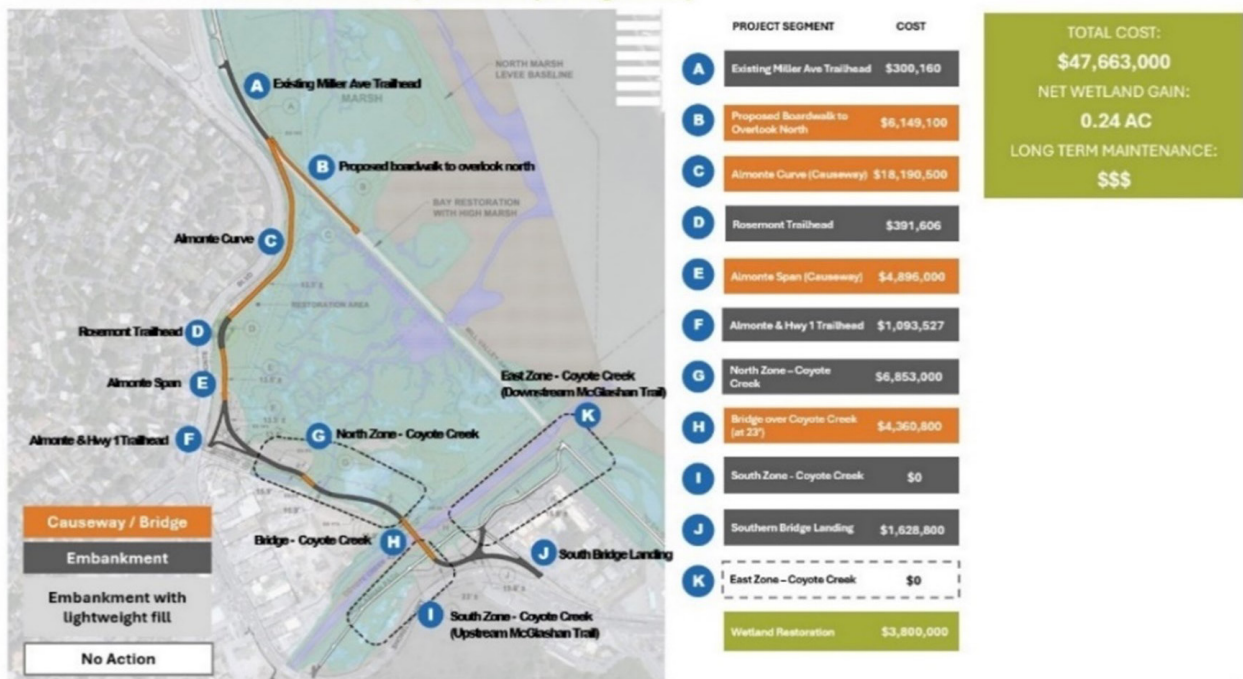 PROJECT SEGMENT COST
TOTAL COST:
$47,663,000
NET WETLAND GAIN:
0.24 AC
LONG TERM MAINTENANCE:
$$$
A Existing Miller Ave Trailhead $300,160
B Proposed Boardwalk to
Overlook North $6,149,100
C Almonte Curve (Causeway) $18,190,500
D Rosemont Trailhead $391,606
E Almonte Span (Causeway) $4,896,000
F Almonte & Hwy 1 Trailhead $1,093,527
G North Zone – Coyote
Creek $6,853,000
H Bridge over Coyote Creek
(at 23') $4,360,800
I South Zone - Coyote Creek $0
J Southern Bridge Landing $1,628,800
K East Zone – Coyote Creek $0
Wetland Restoration $3,800,000
NORTH MARSH
LEVEE BASELINE
A Existing Miller Ave Trailhead
MARSH
B Proposed boardwalk to overlook north
BAY RESTORATION
WITH HIGH MARSH
Almonte Curve C
RESTORATION AREA
Rosemont Trailhead D
Almonte Span E
East Zone - Coyote Creek
(Downstream McGlashan Trail)
K
Almonte & Hwy 1 Trailhead F
G North Zone - Coyote Creek
Bridge - Coyote Creek H
J South Bridge Landing
I South Zone - Coyote Creek
(Upstream McGlashan Trail)
Causeway / Bridge
Embankment
Embankment with
lightweight fill
No Action